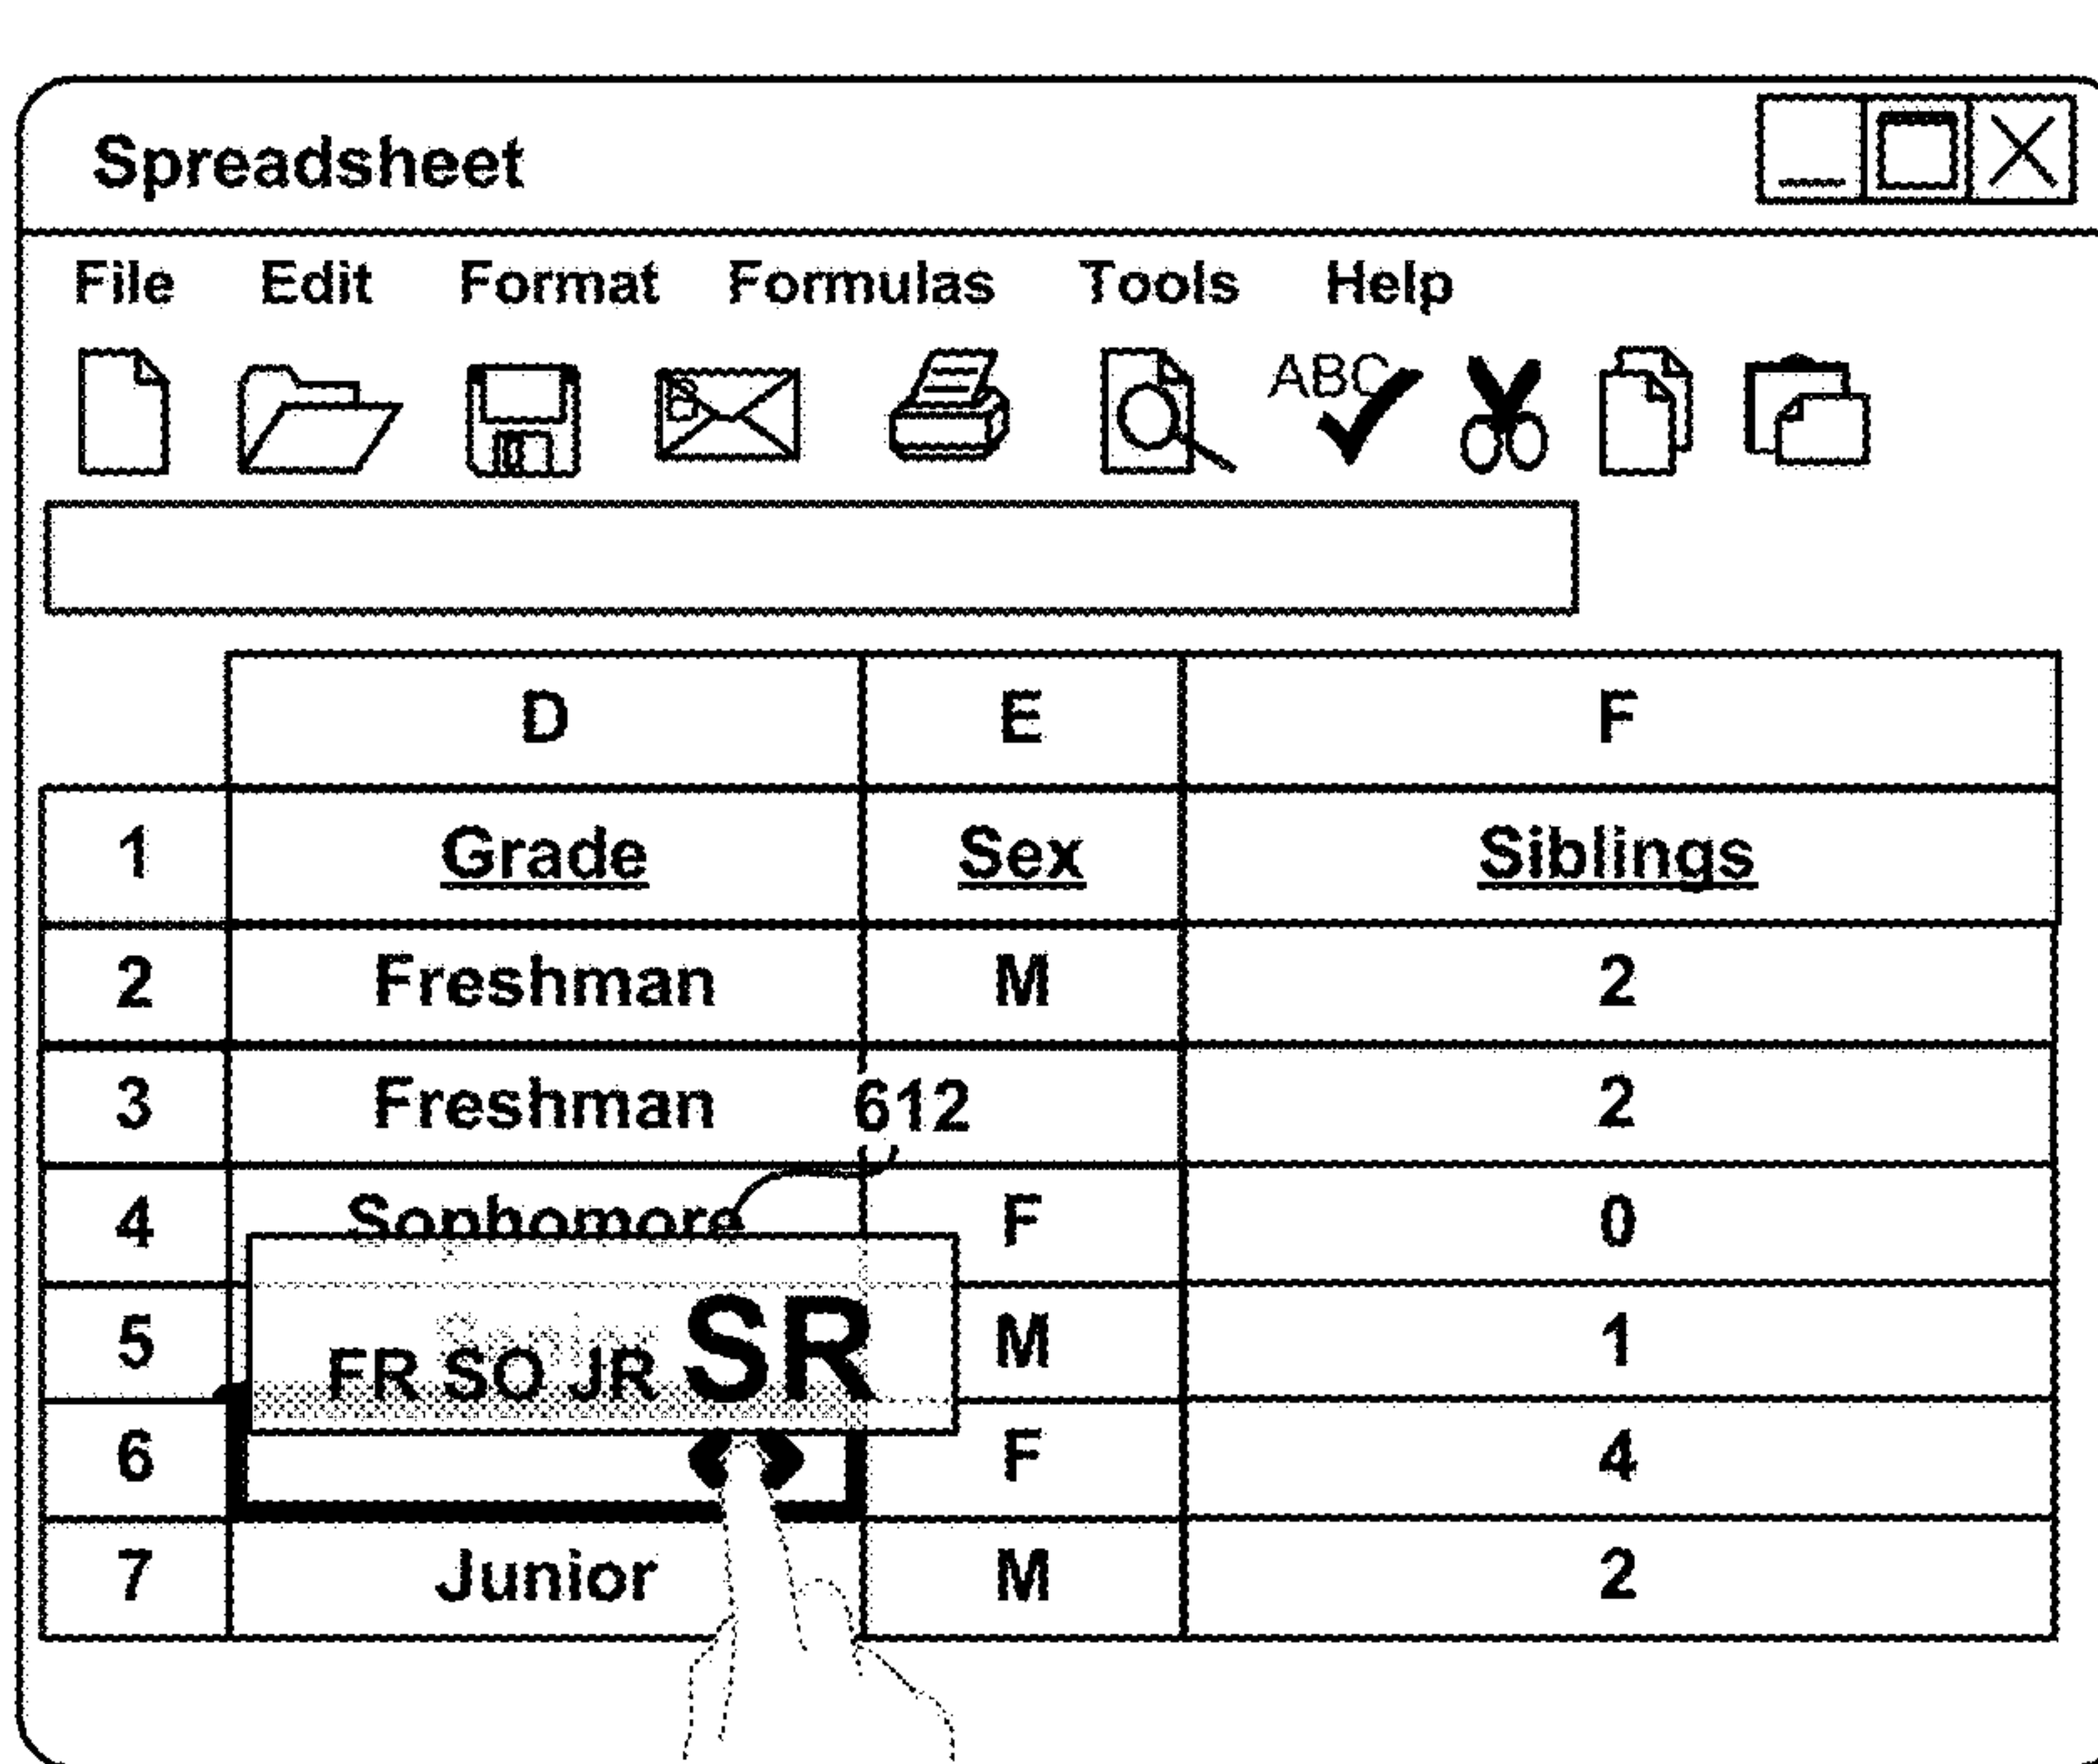 Spreadsheet
File Edit Format Formulas Tools Help
ABC
D E F
1 Grade Sex Siblings
2 Freshman M 2
3 Freshman 612 2
4 Sophomore F 0
5 FR SO JR SR M 1
6 F 4
7 Junior M 2